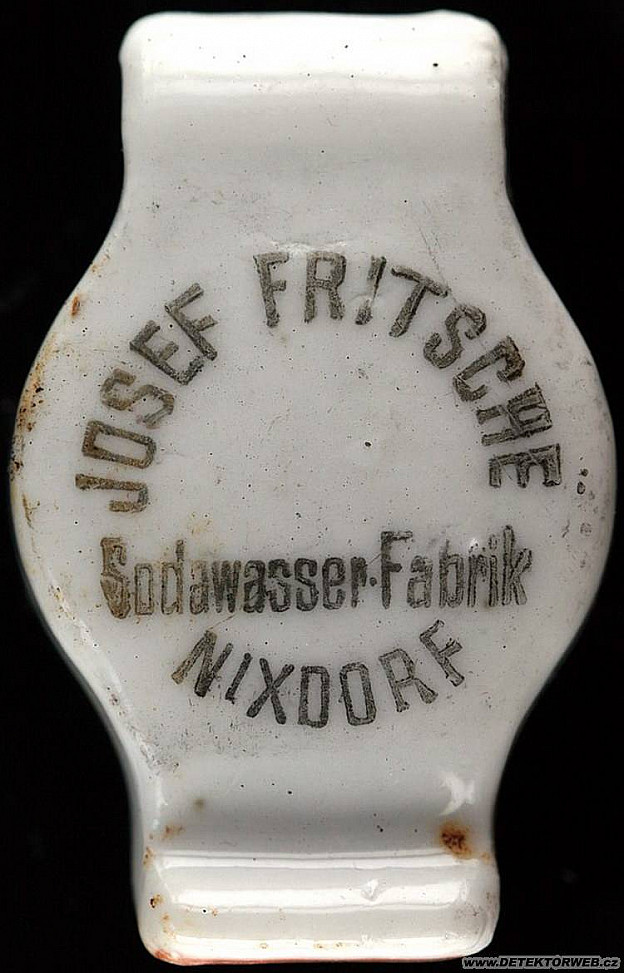 JOSEF FRITSCHE
Sodawasser-Fabrik
NIXDORF
www.DETEKTORWEB.cz